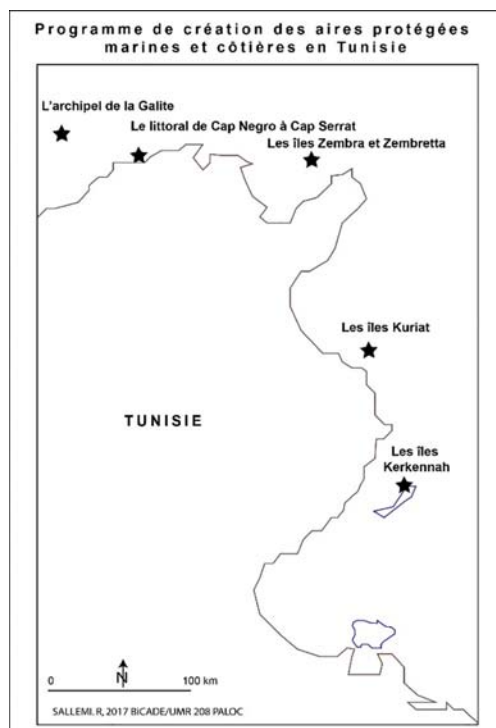 Programme de création des aires protégées
marines et côtières en Tunisie
L'archipel de la Galite
Le littoral de Cap Negro à Cap Serrat
Les îles Zembra et Zembretta
Les îles Kuriat
TUNISIE
Les îles
Kerkennah
N
0 100 km
SALLEMI. R, 2017 BICADE/UMR 208 PALOC